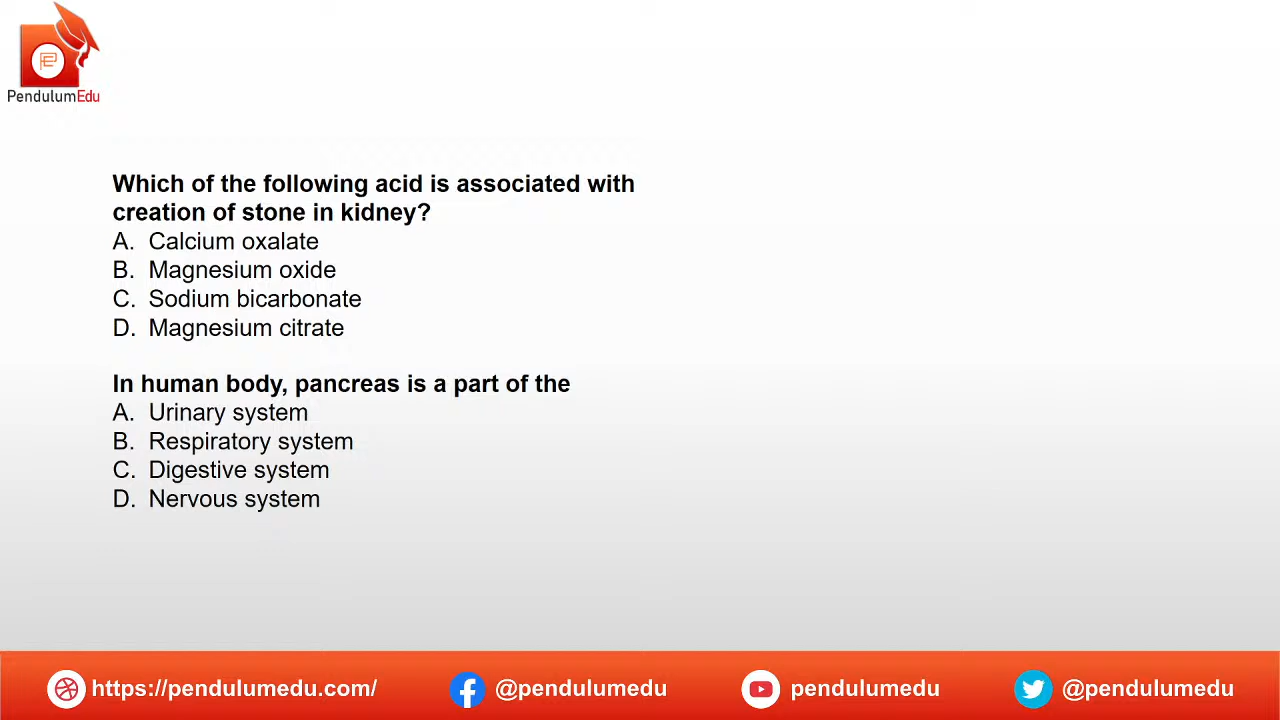 PendulumEdu
Which of the following acid is associated with
creation of stone in kidney?
A. Calcium oxalate
B. Magnesium oxide
C. Sodium bicarbonate
D. Magnesium citrate
In human body, pancreas is a part of the
A. Urinary system
B. Respiratory system
C. Digestive system
D. Nervous system
https://pendulumedu.com/ @pendulumedu pendulumedu @pendulumedu